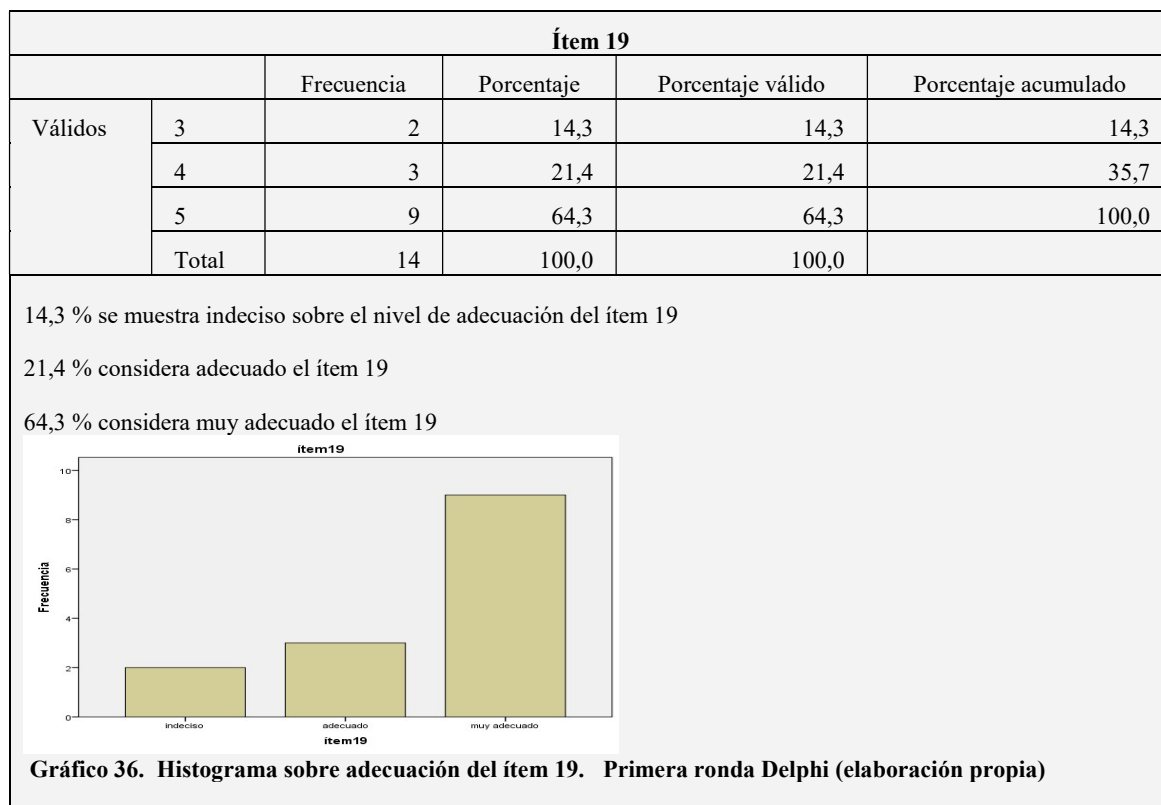 Ítem 19
Frecuencia Porcentaje Porcentaje válido Porcentaje acumulado
Válidos 3 2 14,3 14,3 14,3
4 3 21,4 21,4 35,7
5 9 64,3 64,3 100,0
Total 14 100,0 100,0
14,3 % se muestra indeciso sobre el nivel de adecuación del ítem 19
21,4 % considera adecuado el ítem 19
64,3 % considera muy adecuado el ítem 19
ítem19
10
8
6
4
2
0
Frecuencia
indeciso adecuado muy adecuado
ítem19
Gráfico 36. Histograma sobre adecuación del ítem 19. Primera ronda Delphi (elaboración propia)